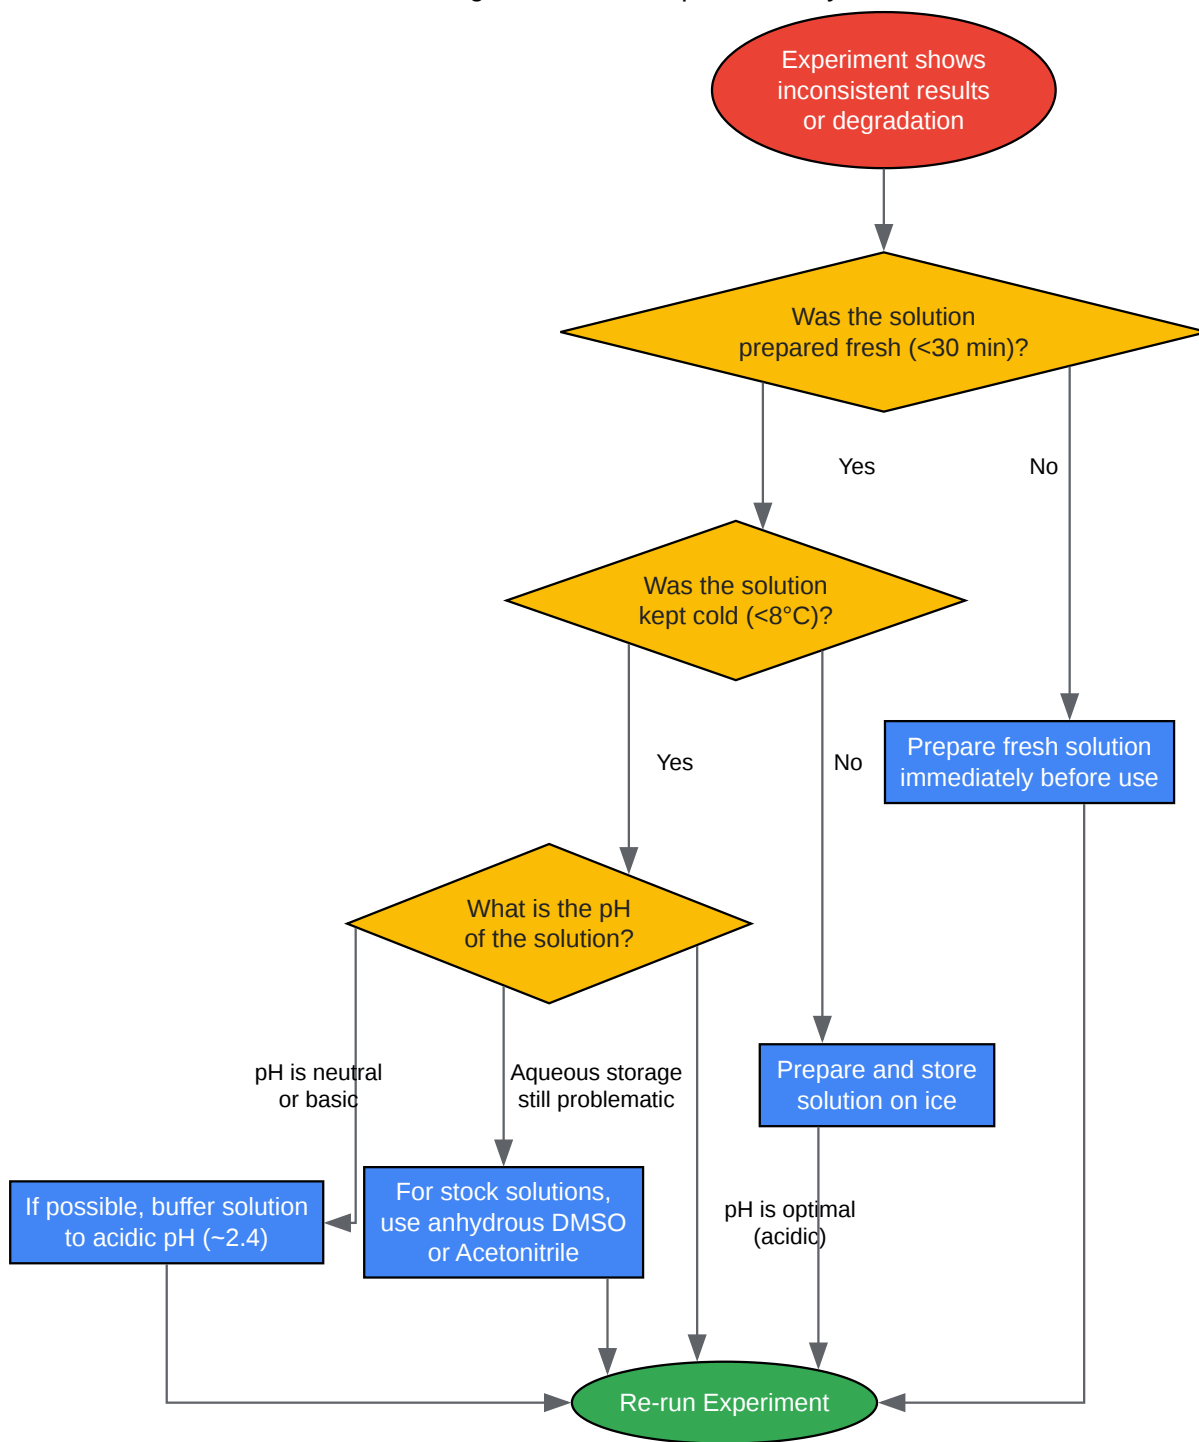 Experiment shows
inconsistent results
or degradation
Was the solution
prepared fresh (<30 min)?
Yes
No
Was the solution
kept cold (<8°C)?
Prepare fresh solution
immediately before use
Yes
No
What is the pH
of the solution?
pH is neutral
or basic
Aqueous storage
still problematic
Prepare and store
solution on ice
If possible, buffer solution
to acidic pH (~2.4)
For stock solutions,
use anhydrous DMSO
or Acetonitrile
pH is optimal
(acidic)
Re-run Experiment